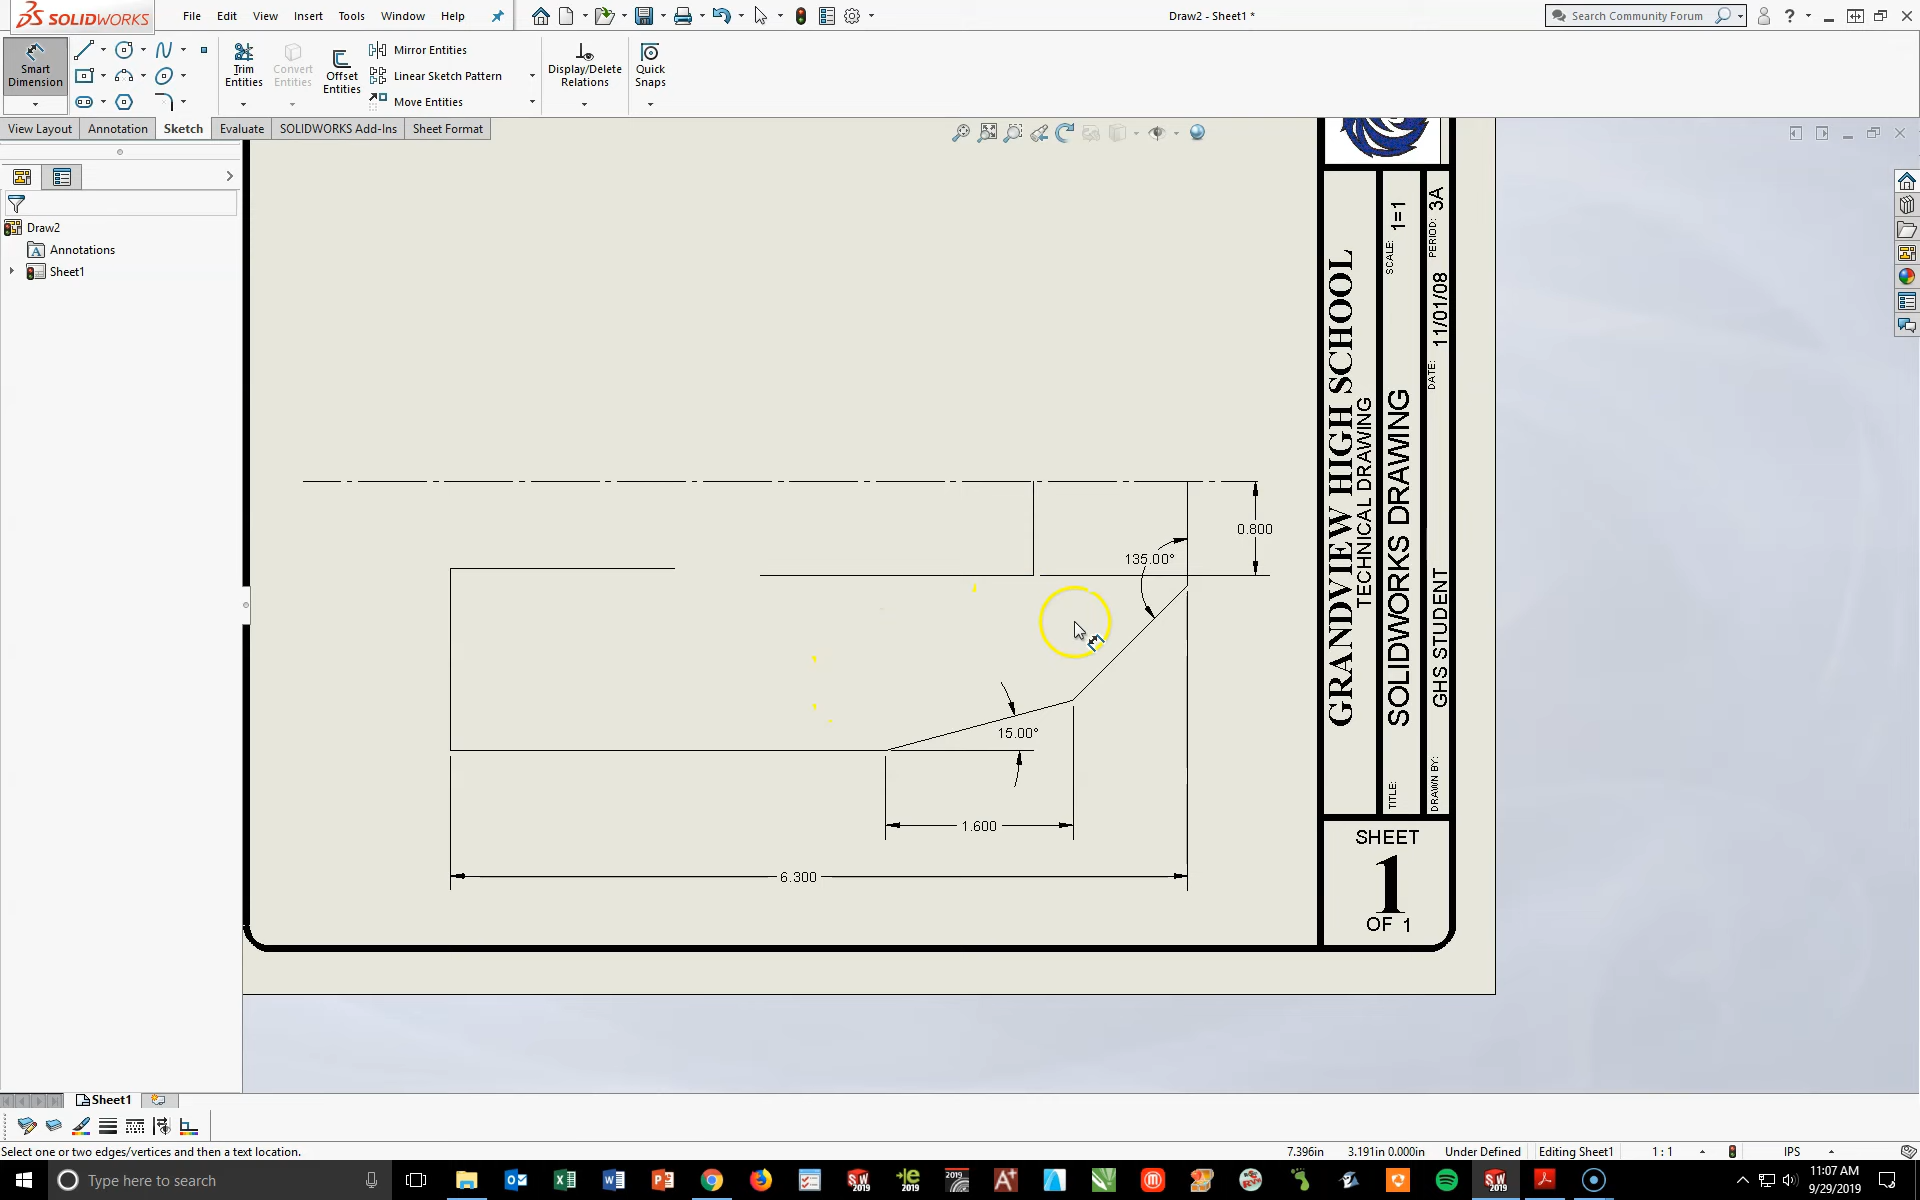 SOLIDWORKS
File Edit View Insert Tools Window Help
Draw2 - Sheet1 *
Search Community Forum
Smart Dimension
Trim Entities
Convert Entities
Offset Entities
Mirror Entities
Linear Sketch Pattern
Move Entities
Display/Delete Relations
Quick Snaps
View Layout Annotation Sketch Evaluate SOLIDWORKS Add-Ins Sheet Format
Draw2
Annotations
Sheet1
0.800
135.00°
15.00°
1.600
6.300
GRANDVIEW HIGH SCHOOL
TECHNICAL DRAWING
SCALE: 1=1
TITLE: SOLIDWORKS DRAWING
PERIOD: 3A
DATE: 11/01/08
DRAWN BY: GHS STUDENT
SHEET
1
OF 1
Sheet1
Select one or two edges/vertices and then a text location.
7.396in 3.191in 0.000in Under Defined Editing Sheet1 1 : 1 IPS
Type here to search
11:07 AM
9/29/2019